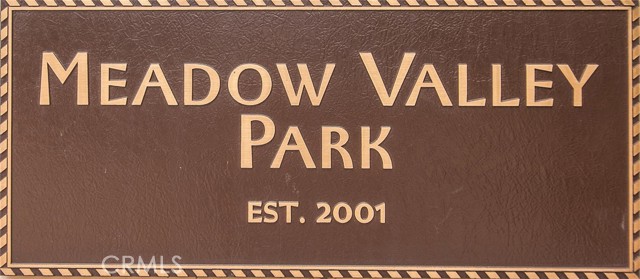 MEADOW VALLEY
PARK
EST. 2001
CRMLS